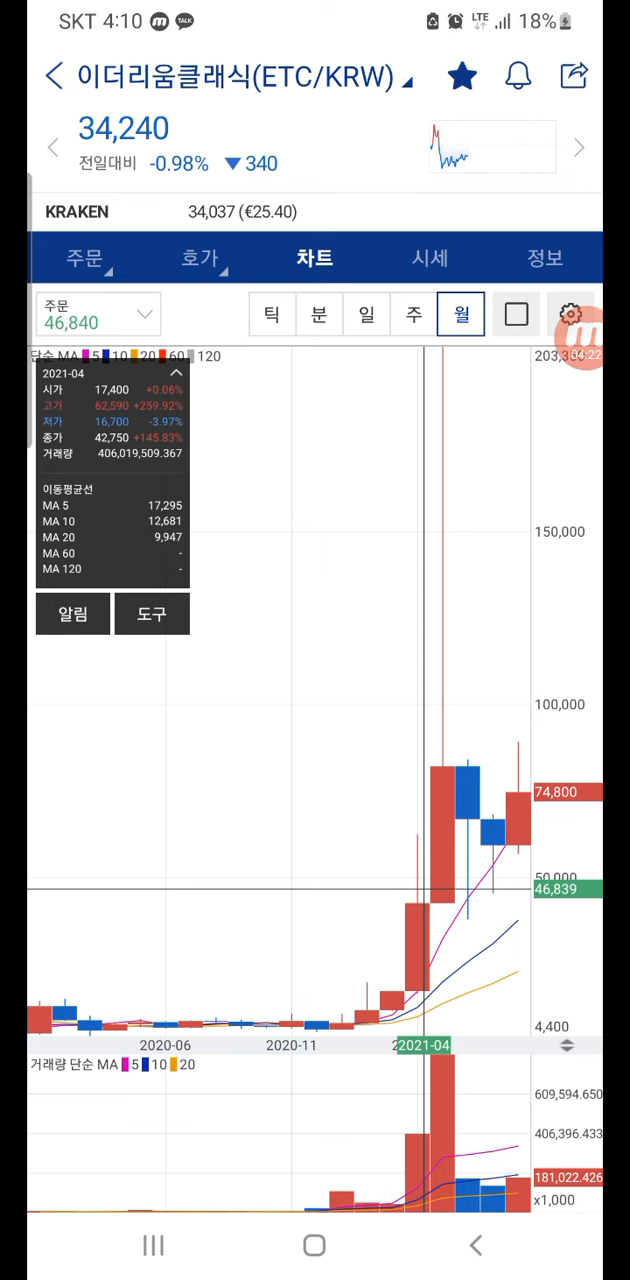 SKT 4:10 m TALK LTE 18%
이더리움클래식(ETC/KRW)
34,240
전일대비 -0.98% ▼ 340
KRAKEN 34,037 (€25.40)
주문 호가 차트 시세 정보
주문
46,840
틱 분 일 주 월
04:22
단순 MA 5 10 20 60 120
2021-04
시가 17,400 +0.06%
고가 62,590 +259.92%
저가 16,700 -3.97%
종가 42,750 +145.83%
거래량 406,019,509.367
이동평균선
MA 5 17,295
MA 10 12,681
MA 20 9,947
MA 60 -
MA 120 -
알림 도구
150,000
100,000
74,800
50,000
46,839
4,400
2020-06 2020-11 2021-04
거래량 단순 MA 5 10 20
609,594.650
406,396.433
181,022.426
x1,000